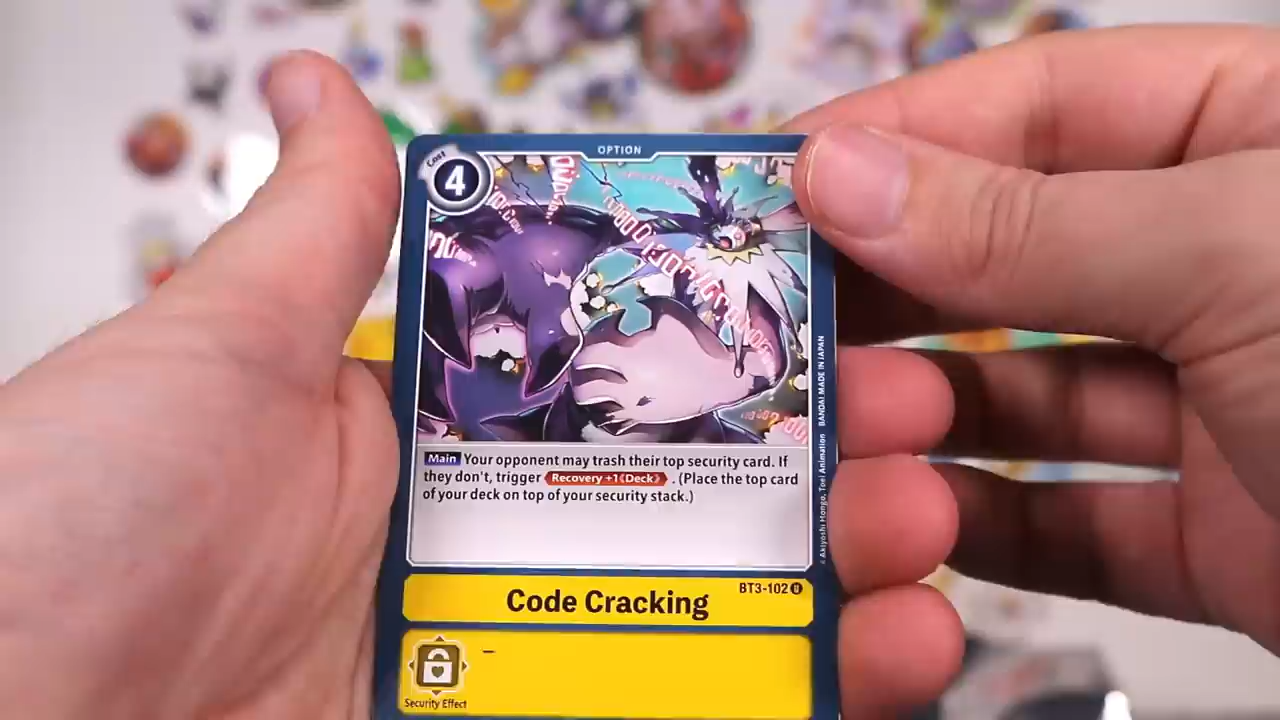 OPTION
Cost
4
Main Your opponent may trash their top security card. If
they don't, trigger Recovery +1《Deck》. (Place the top card
of your deck on top of your security stack.)
©Akiyoshi Hongo, Toei Animation BANDAI MADE IN JAPAN
BT3-102 U
Code Cracking
–
Security Effect